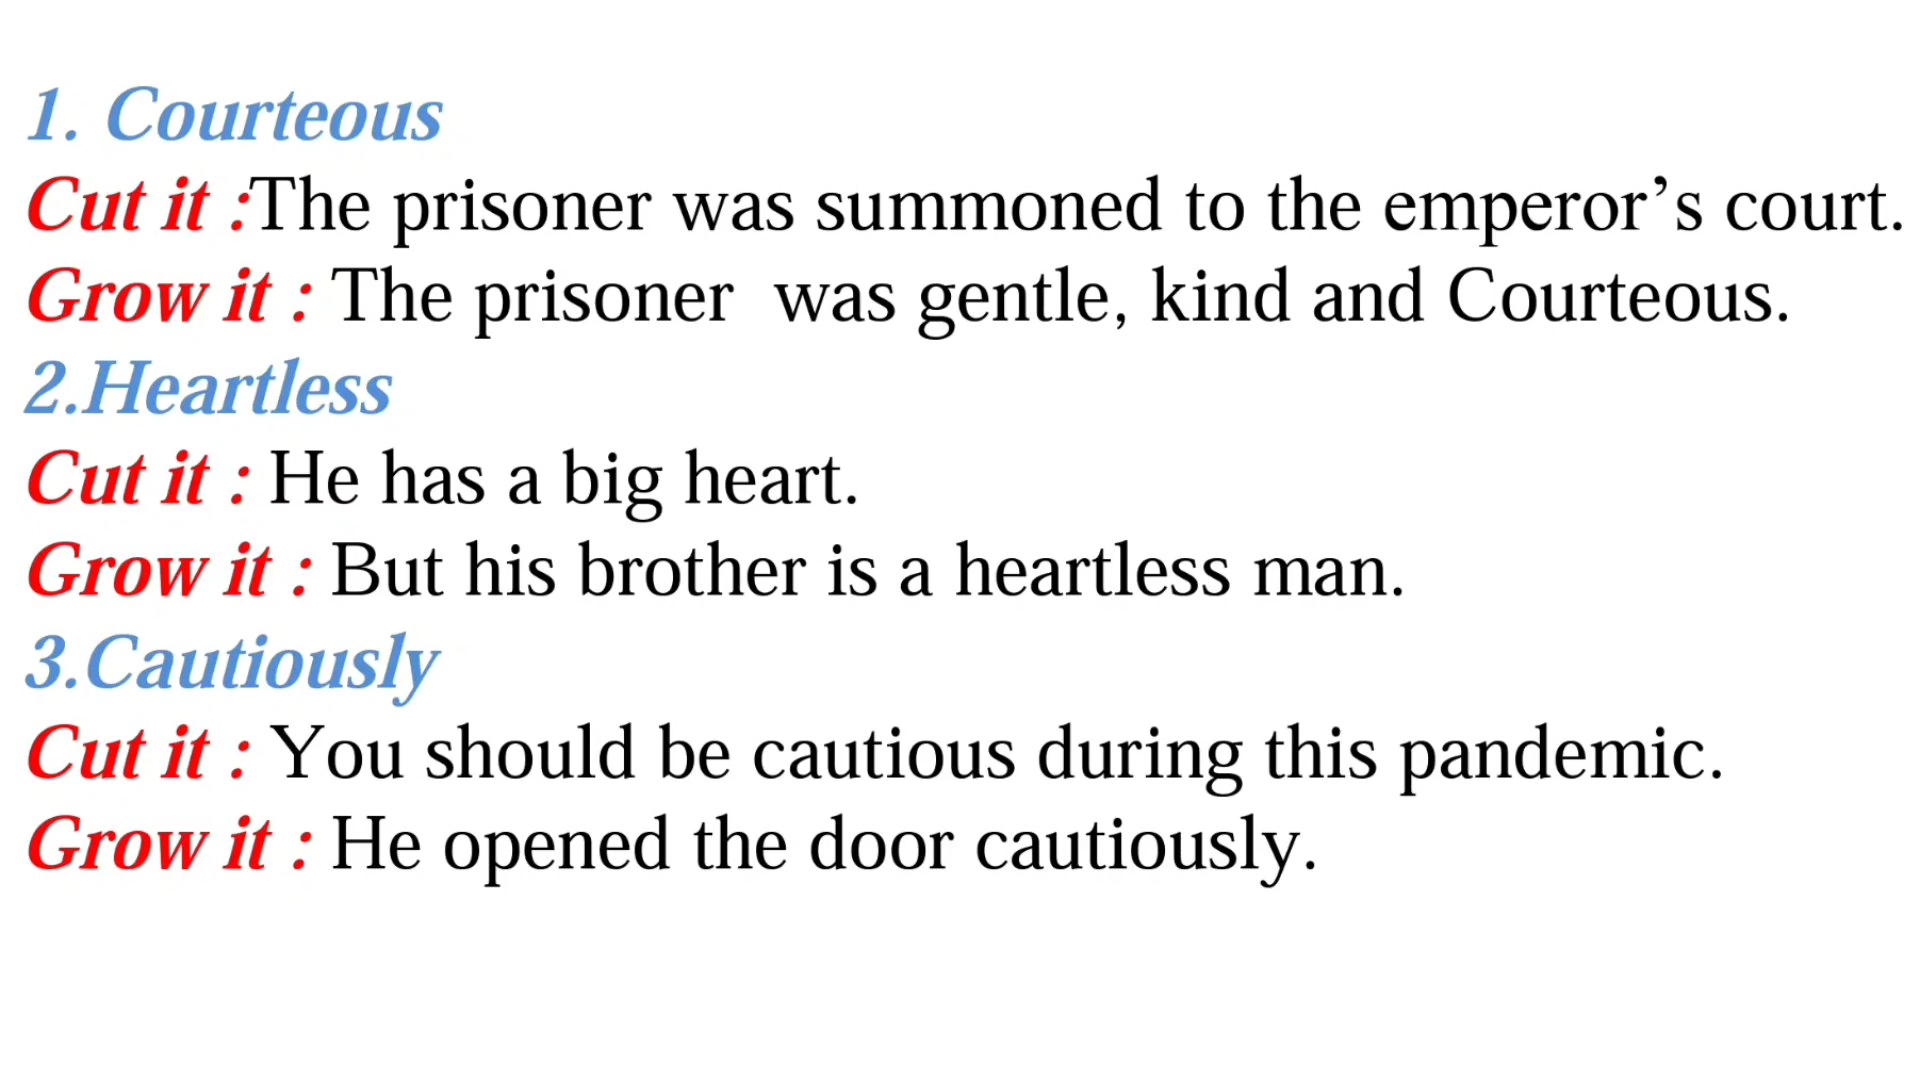 1. Courteous
Cut it :The prisoner was summoned to the emperor’s court.
Grow it : The prisoner  was gentle, kind and Courteous.
2.Heartless
Cut it : He has a big heart.
Grow it : But his brother is a heartless man.
3.Cautiously
Cut it : You should be cautious during this pandemic.
Grow it : He opened the door cautiously.